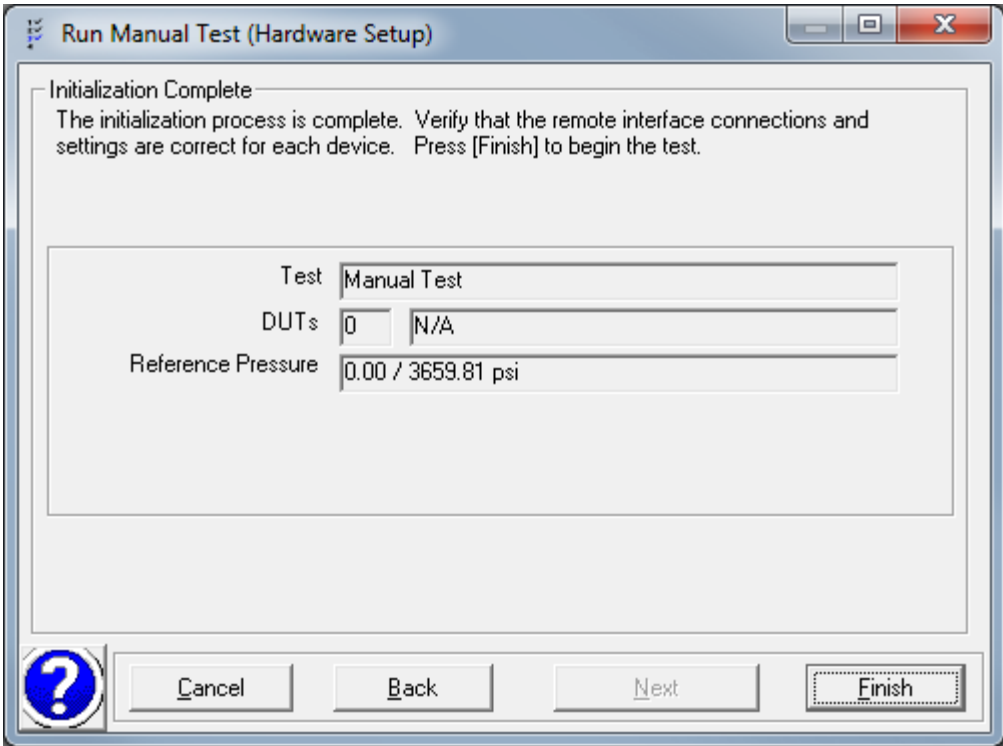 Run Manual Test (Hardware Setup)
Initialization Complete
The initialization process is complete.  Verify that the remote interface connections and
settings are correct for each device.   Press [Finish] to begin the test.
Test Manual Test
DUTs 0 N/A
Reference Pressure 0.00 / 3659.81 psi
? Cancel Back Next Finish